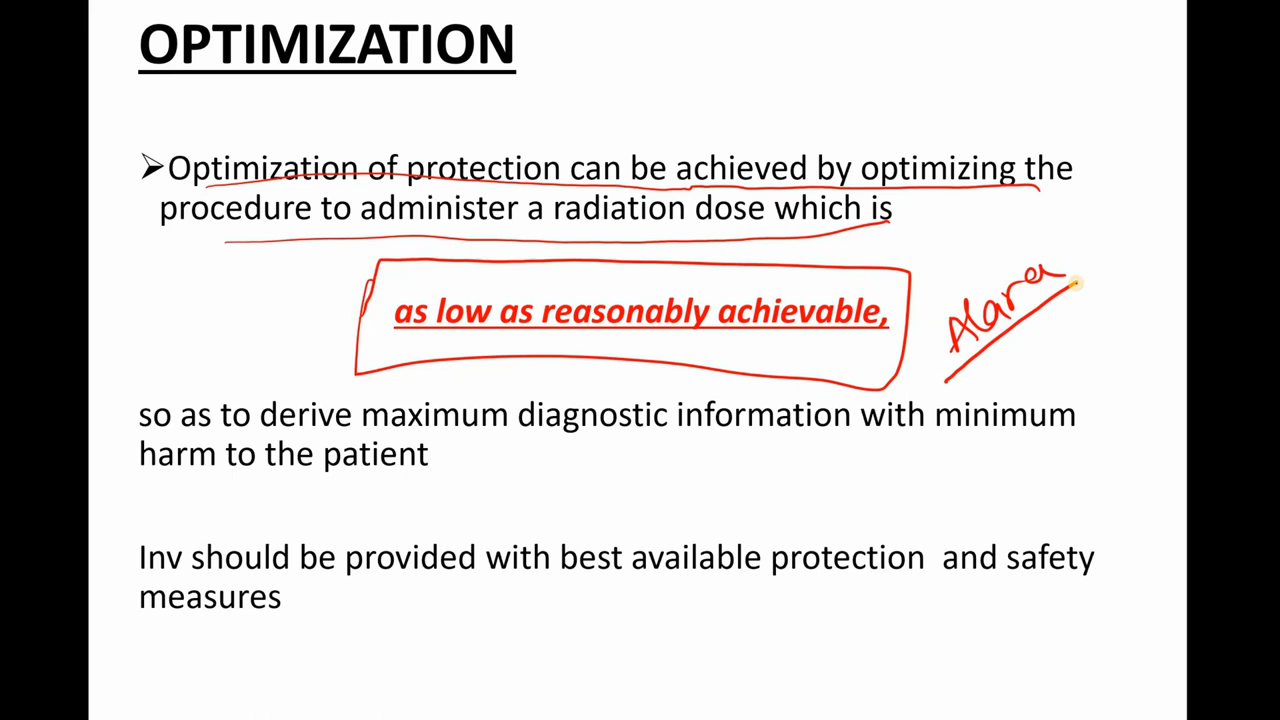 OPTIMIZATION
➢Optimization of protection can be achieved by optimizing the
procedure to administer a radiation dose which is
as low as reasonably achievable,
Alara
so as to derive maximum diagnostic information with minimum
harm to the patient
Inv should be provided with best available protection and safety
measures